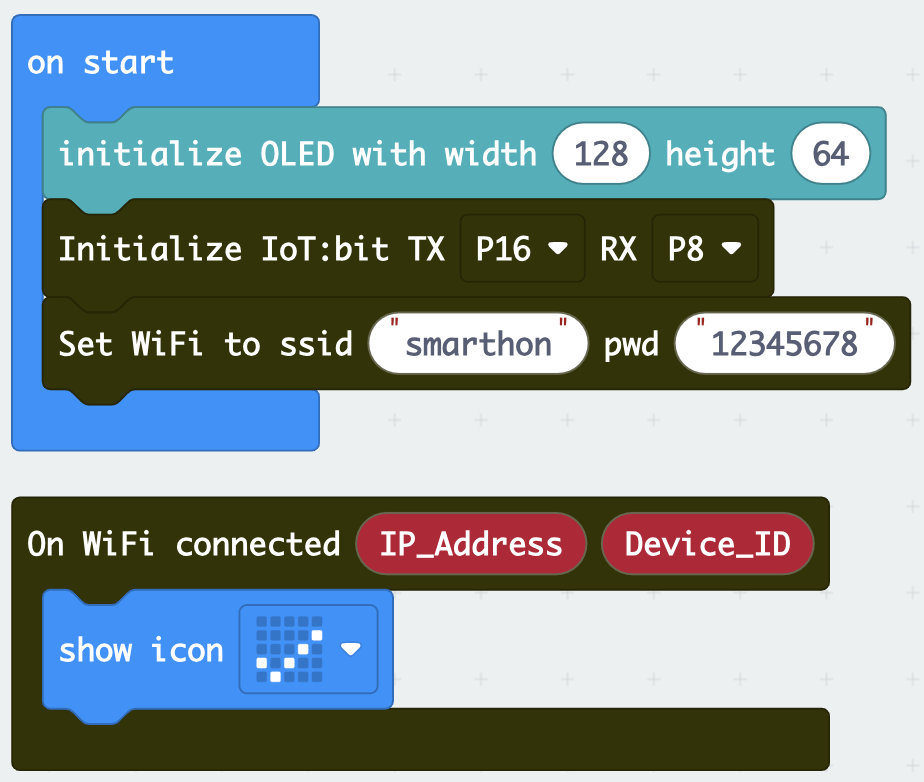 on start
initialize OLED with width 128 height 64
Initialize IoT:bit TX P16 RX P8
Set WiFi to ssid "smarthon" pwd "12345678"
On WiFi connected IP_Address Device_ID
show icon